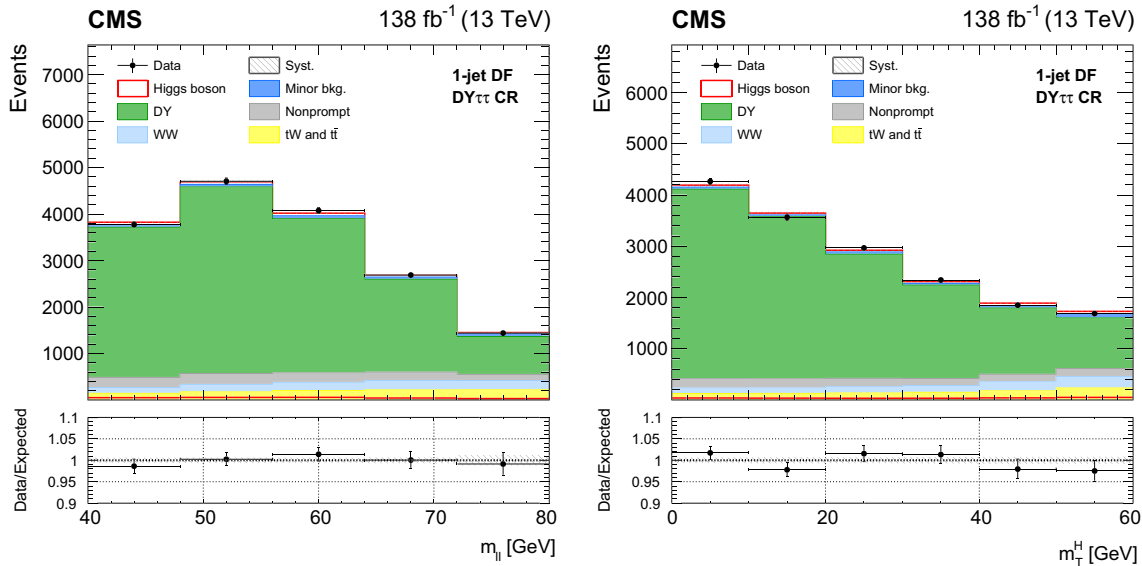 CMS 138 fb⁻¹ (13 TeV)
Events
7000
6000
5000
4000
3000
2000
1000
Data Syst.
Higgs boson Minor bkg.
DY Nonprompt
WW tW and tt̄
1-jet DF
DYττ CR
Data/Expected
1.1
1.05
1
0.95
0.9
40 50 60 70 80
m_ll [GeV]
CMS 138 fb⁻¹ (13 TeV)
Events
6000
5000
4000
3000
2000
1000
Data Syst.
Higgs boson Minor bkg.
DY Nonprompt
WW tW and tt̄
1-jet DF
DYττ CR
Data/Expected
1.1
1.05
1
0.95
0.9
0 20 40 60
m_T^H [GeV]